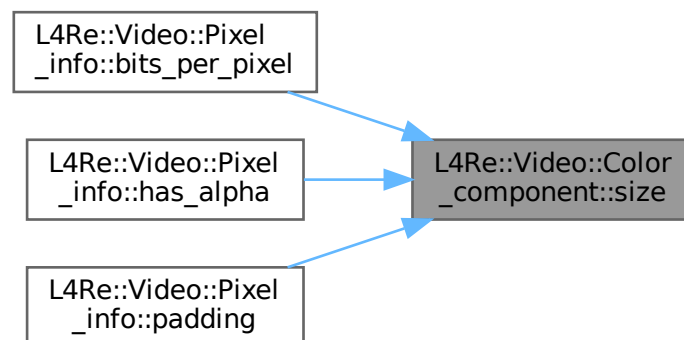 L4Re::Video::Pixel
_info::bits_per_pixel
L4Re::Video::Pixel
_info::has_alpha
L4Re::Video::Color
_component::size
L4Re::Video::Pixel
_info::padding